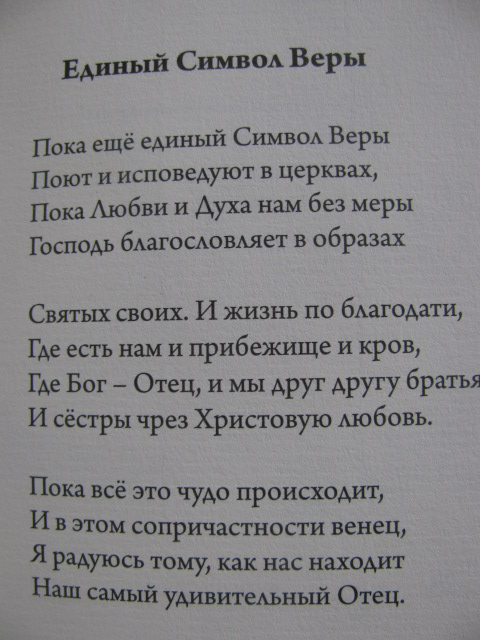 Единый Символ Веры
Пока ещё единый Символ Веры
Поют и исповедуют в церквах,
Пока Любви и Духа нам без меры
Господь благословляет в образах
Святых своих. И жизнь по благодати,
Где есть нам и прибежище и кров,
Где Бог – Отец, и мы друг другу братья
И сёстры чрез Христовую любовь.
Пока всё это чудо происходит,
И в этом сопричастности венец,
Я радуюсь тому, как нас находит
Наш самый удивительный Отец.